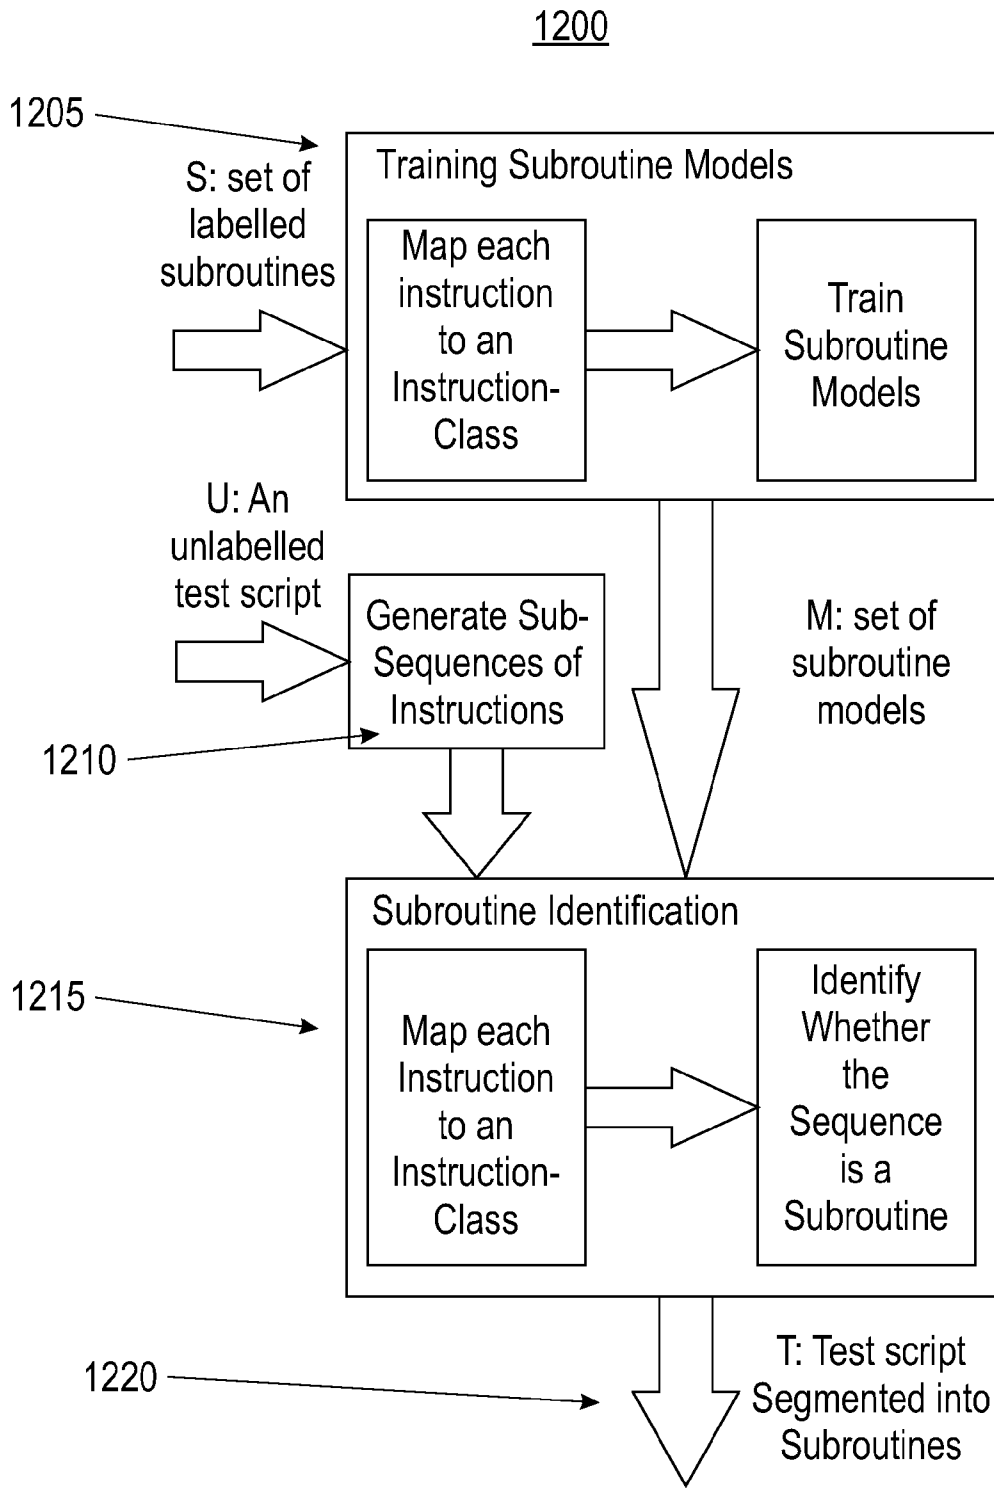 1200
1205
S: set of
labelled
subroutines
Training Subroutine Models
Map each
instruction
to an
Instruction-
Class
Train
Subroutine
Models
U: An
unlabelled
test script
Generate Sub-
Sequences of
Instructions
1210
M: set of
subroutine
models
Subroutine Identification
1215
Map each
Instruction
to an
Instruction-
Class
Identify
Whether
the
Sequence
is a
Subroutine
1220
T: Test script
Segmented into
Subroutines